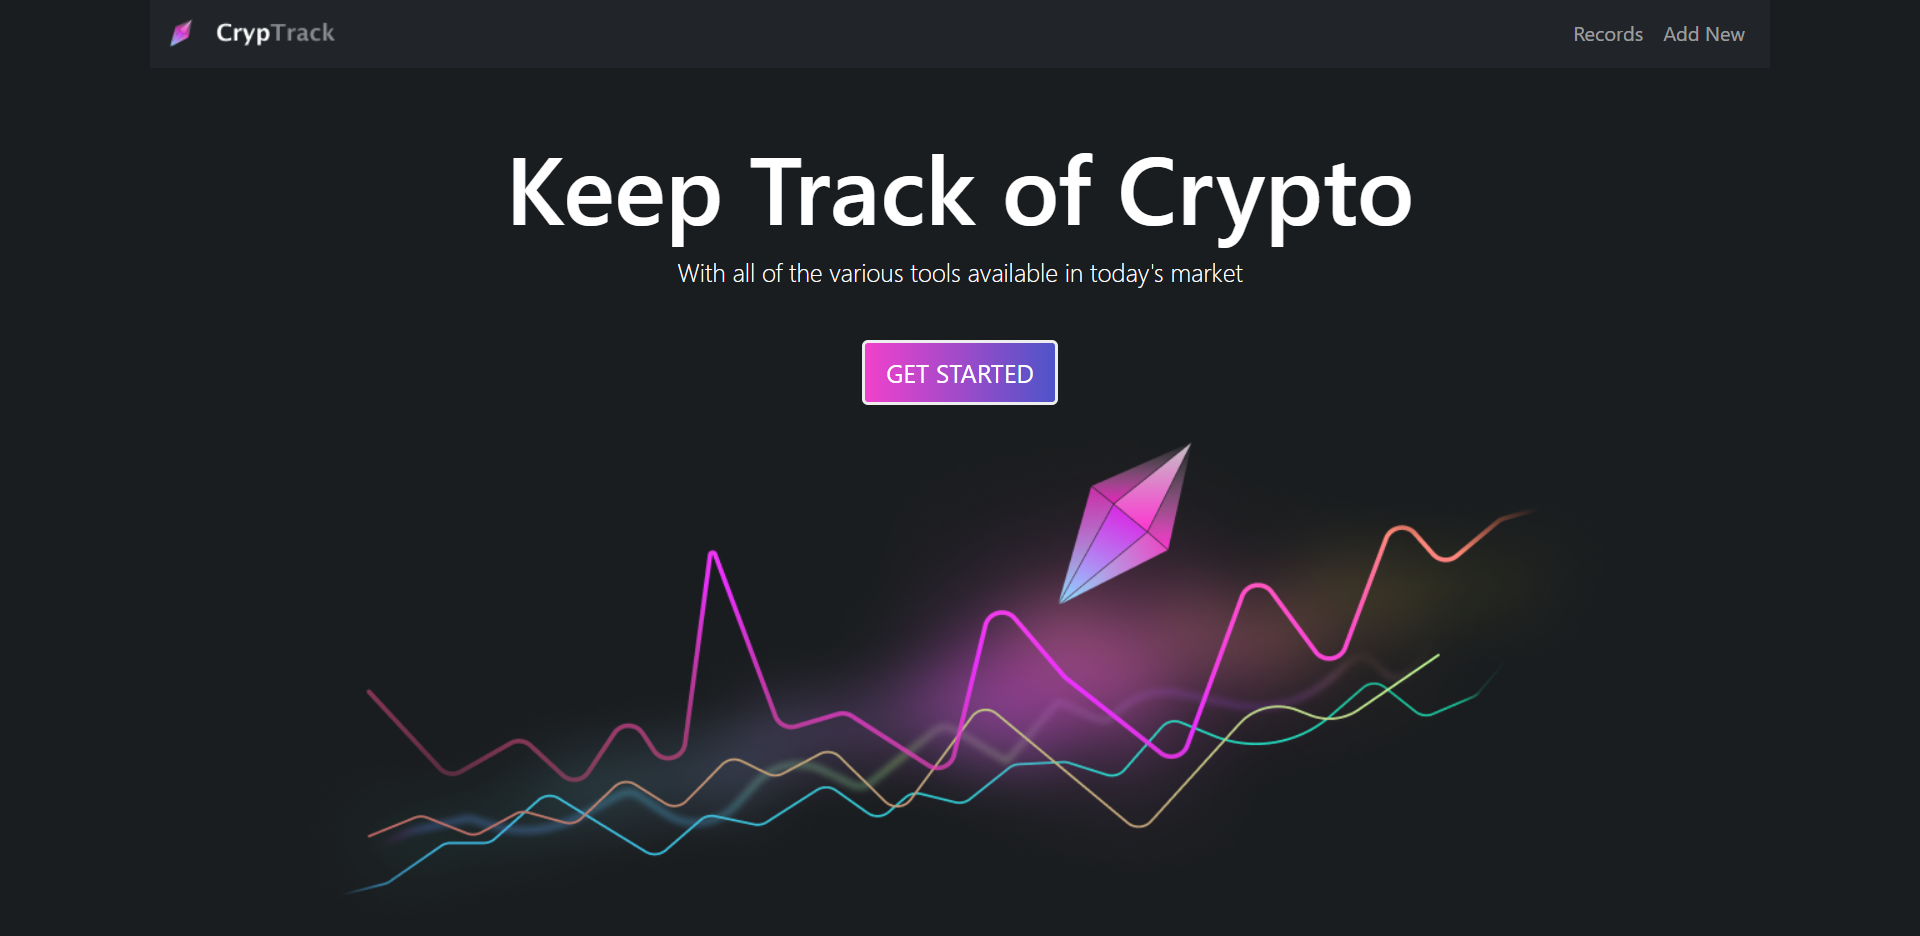 CrypTrack
Records
Add New
Keep Track of Crypto
With all of the various tools available in today's market
GET STARTED